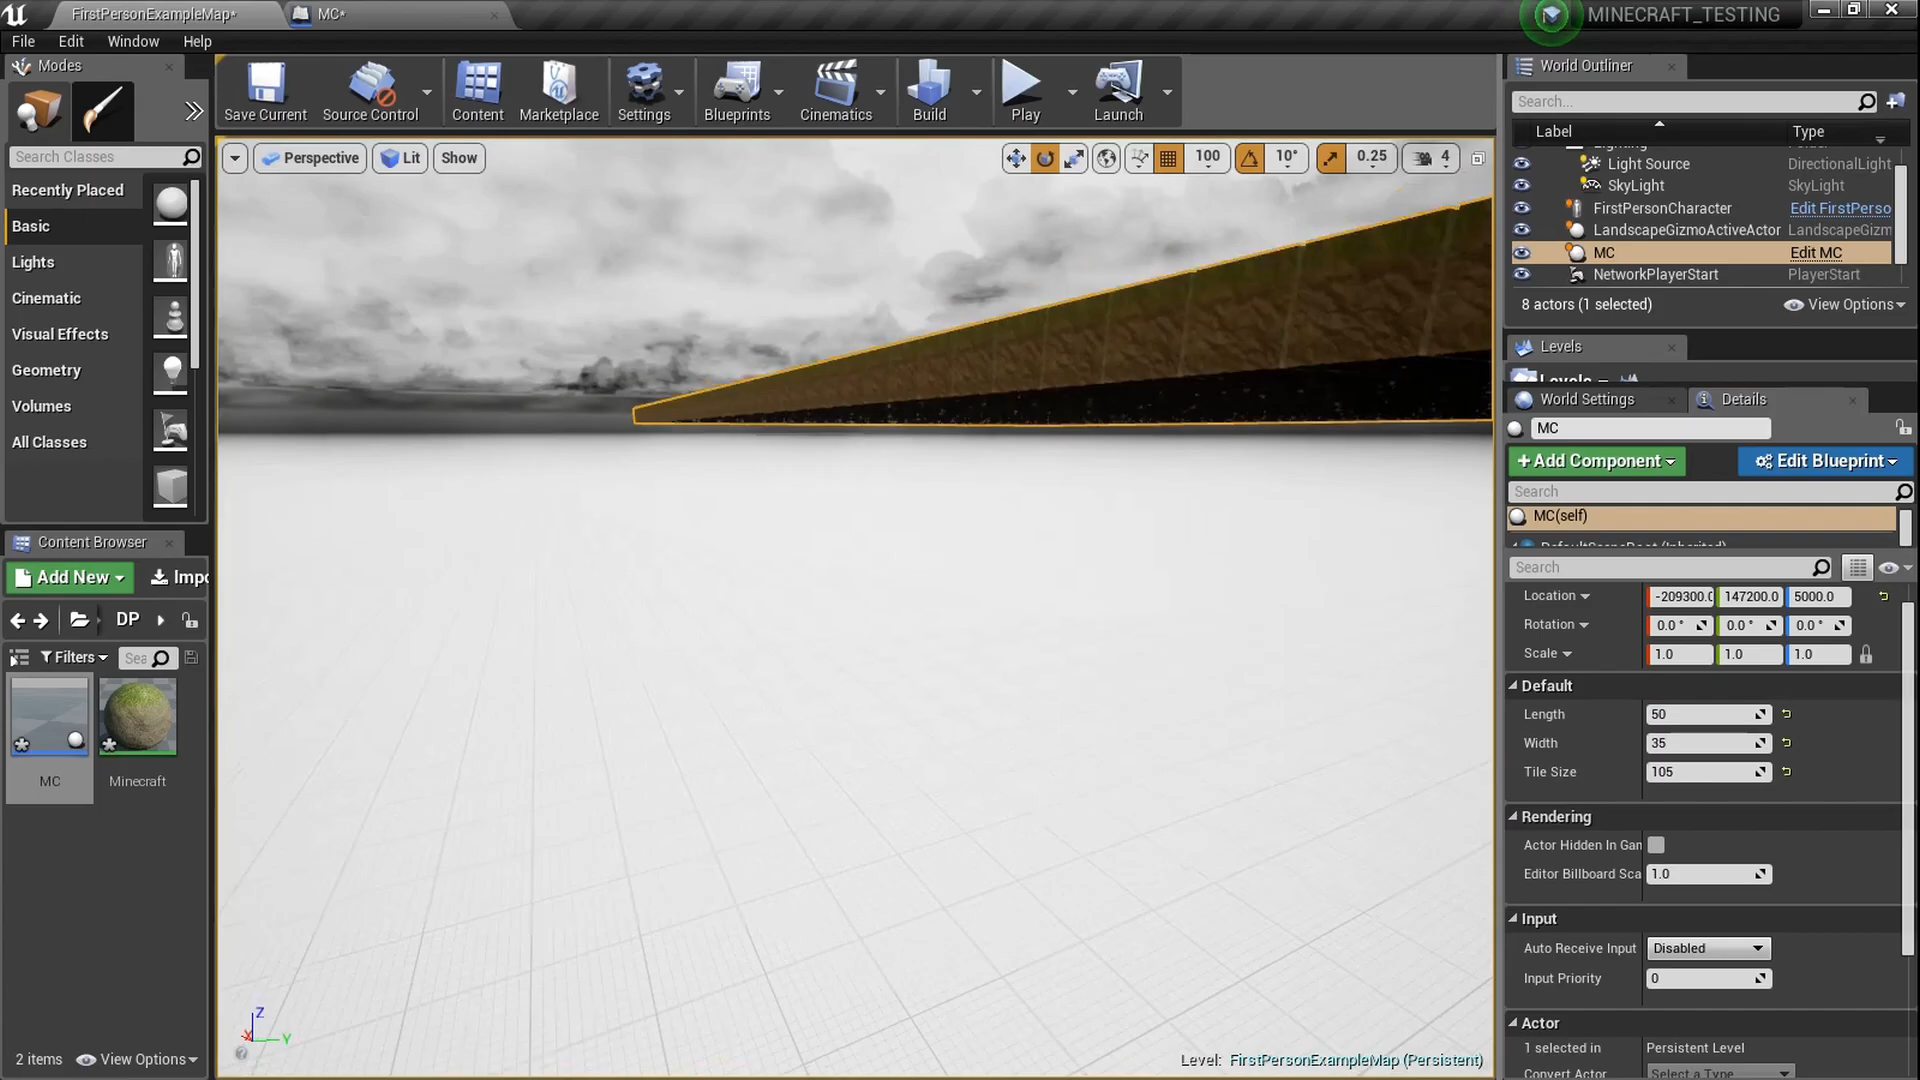 FirstPersonExampleMap*
MC*
MINECRAFT_TESTING
File Edit Window Help
Modes
Save Current
Source Control
Content
Marketplace
Settings
Blueprints
Cinematics
Build
Play
Launch
Search Classes
Recently Placed
Basic
Lights
Cinematic
Visual Effects
Geometry
Volumes
All Classes
Perspective
Lit
Show
100
10°
0.25
4
World Outliner
Search...
Label Type
Light Source DirectionalLight
SkyLight SkyLight
FirstPersonCharacter Edit FirstPerso
LandscapeGizmoActiveActor LandscapeGizm
MC Edit MC
NetworkPlayerStart PlayerStart
8 actors (1 selected) View Options
Levels
World Settings
Details
MC
+Add Component
Edit Blueprint
Search
MC(self)
Search
Location -209300.0 147200.0 5000.0
Rotation 0.0 ° 0.0 ° 0.0 °
Scale 1.0 1.0 1.0
Default
Length 50
Width 35
Tile Size 105
Rendering
Actor Hidden In Gan
Editor Billboard Sca 1.0
Input
Auto Receive Input Disabled
Input Priority 0
Actor
1 selected in Persistent Level
Convert Actor Select a Type
Content Browser
Add New
Impo
DP
Filters
Sea
MC
Minecraft
2 items View Options
Z
X
Y
Level: FirstPersonExampleMap (Persistent)